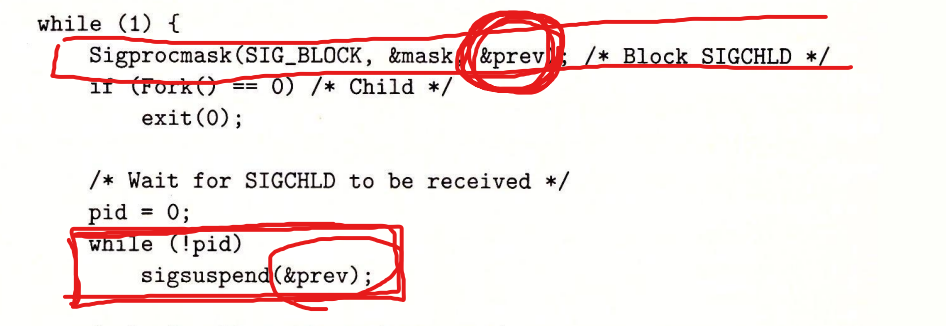 while (1) {
Sigprocmask(SIG_BLOCK, &mask, &prev); /* Block SIGCHLD */
if (Fork() == 0) /* Child */
exit(0);
/* Wait for SIGCHLD to be received */
pid = 0;
while (!pid)
sigsuspend(&prev);